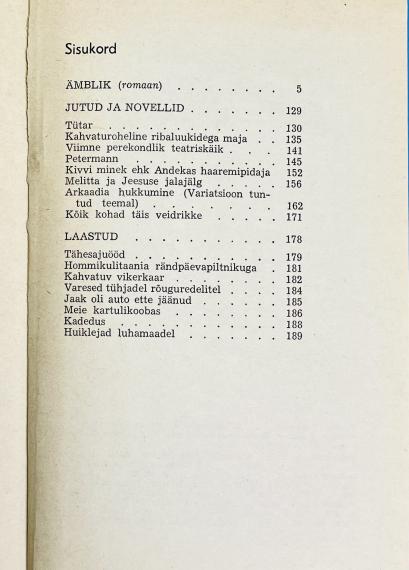 Sisukord
ÄMBLIK (romaan) . . . . . . . . 5
JUTUD JA NOVELLID . . . . . . . 129
Tütar . . . . . . . . . . . 130
Kahvaturoheline ribaluukidega maja . . 135
Viimne perekondlik teatriskäik . . . 141
Petermann . . . . . . . . . 145
Kivvi minek ehk Andekas haaremipidaja 152
Melitta ja Jeesuse jalajälg . . . . . 156
Arkaadia hukkumine (Variatsioon tun-
tud teemal) . . . . . . . . 162
Kõik kohad täis veidrikke . . . . . 171
LAASTUD . . . . . . . . . . 178
Tähesajuööd . . . . . . . . . 179
Hommikulitaania rändpäevapiltnikuga . 181
Kahvatuv vikerkaar . . . . . . . 182
Varesed tühjadel rõuguredelitel . . . . 184
Jaak oli auto ette jäänud . . . . . 185
Meie kartulikoobas . . . . . . . 186
Kadedus . . . . . . . . . . 188
Huiklejad luhamaadel . . . . . . 189